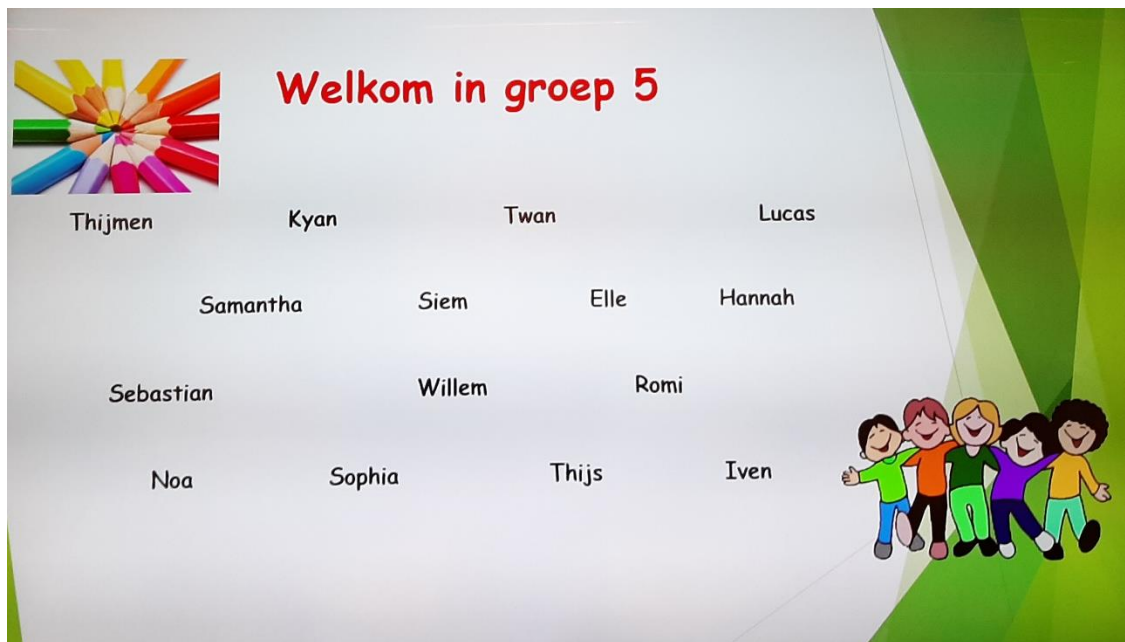 Welkom in groep 5
Thijmen Kyan Twan Lucas
Samantha Siem Elle Hannah
Sebastian Willem Romi
Noa Sophia Thijs Iven